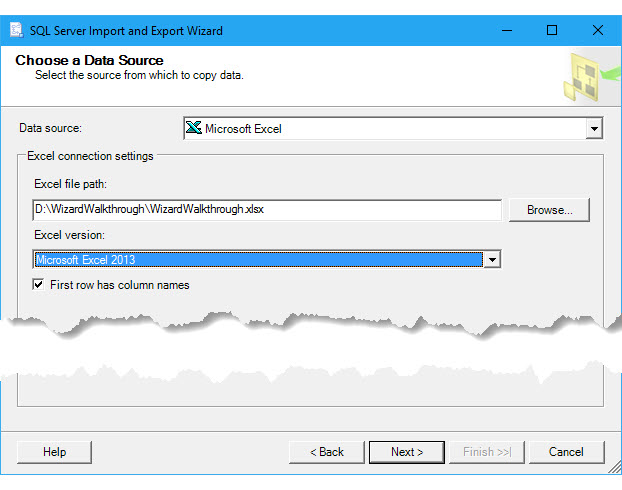 SQL Server Import and Export Wizard
Choose a Data Source
Select the source from which to copy data.
Data source:
Microsoft Excel
Excel connection settings
Excel file path:
D:\WizardWalkthrough\WizardWalkthrough.xlsx
Browse...
Excel version:
Microsoft Excel 2013
First row has column names
Help
< Back
Next >
Finish >>|
Cancel